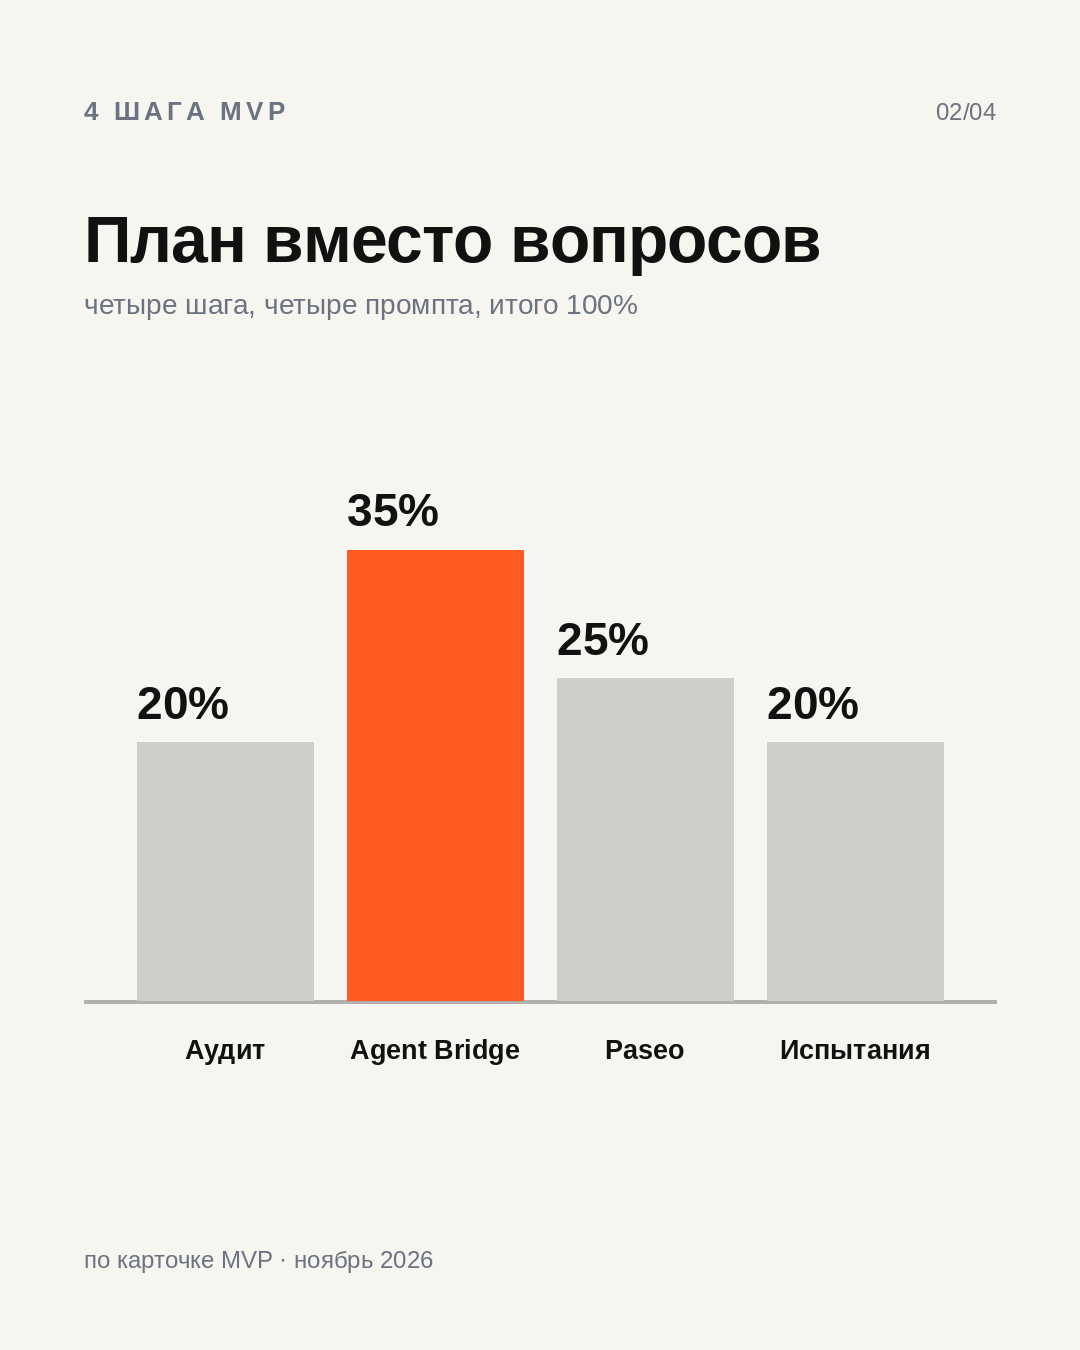 4 ШАГА MVP
02/04
План вместо вопросов
четыре шага, четыре промпта, итого 100%
35%
25%
20%
20%
Аудит
Agent Bridge
Paseo
Испытания
по карточке MVP · ноябрь 2026